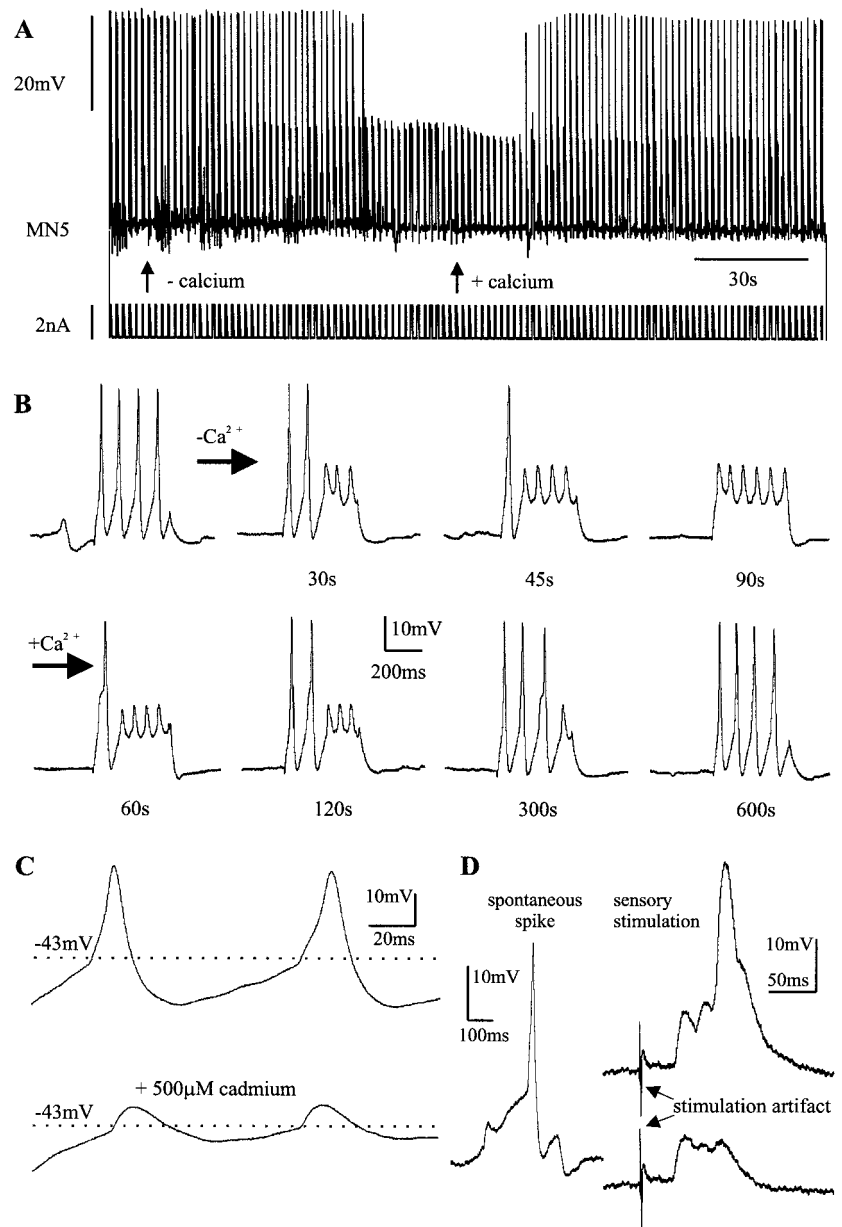 A
20mV
MN5
- calcium
+ calcium
30s
2nA
B
-Ca²⁺
30s
45s
90s
+Ca²⁺
10mV
200ms
60s
120s
300s
600s
C
10mV
20ms
-43mV
+ 500µM cadmium
-43mV
D
spontaneous
spike
sensory
stimulation
10mV
100ms
10mV
50ms
stimulation artifact